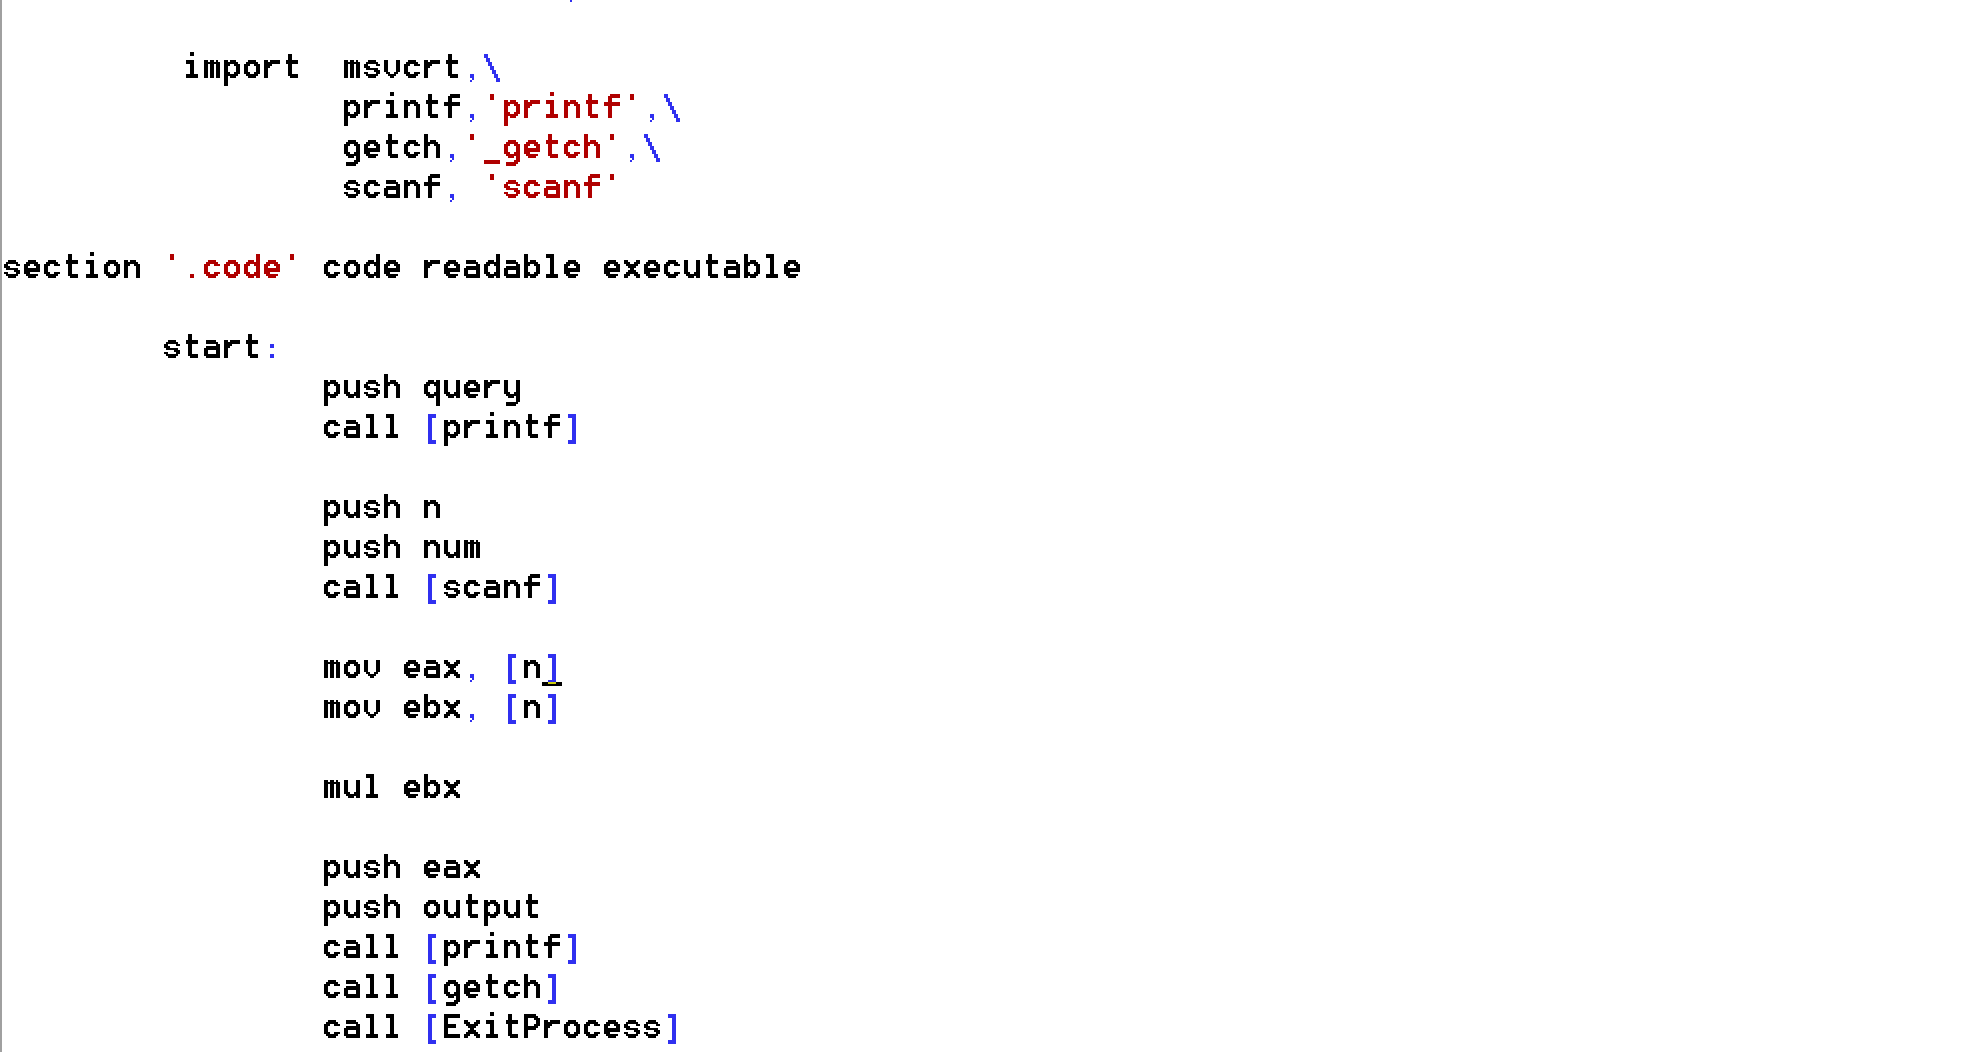 import  msvcrt,\
printf,'printf',\
getch,'_getch',\
scanf, 'scanf'
section '.code' code readable executable
start:
push query
call [printf]
push n
push num
call [scanf]
mov eax, [n]
mov ebx, [n]
mul ebx
push eax
push output
call [printf]
call [getch]
call [ExitProcess]